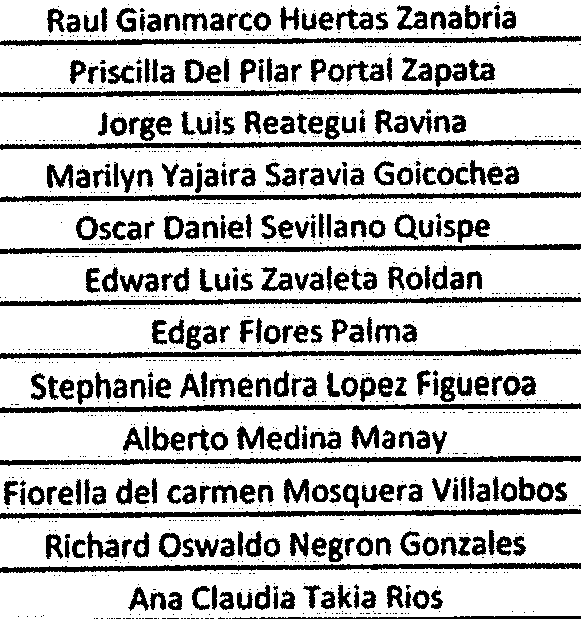 Raul Gianmarco Huertas Zanabria
Priscilla Del Pilar Portal Zapata
Jorge Luis Reategui Ravina
Marilyn Yajaira Saravia Goicochea
Oscar Daniel Sevillano Quispe
Edward Luis Zavaleta Roldan
Edgar Flores Palma
Stephanie Almendra Lopez Figueroa
Alberto Medina Manay
Fiorella del carmen Mosquera Villalobos
Richard Oswaldo Negron Gonzales
Ana Claudia Takia Rios